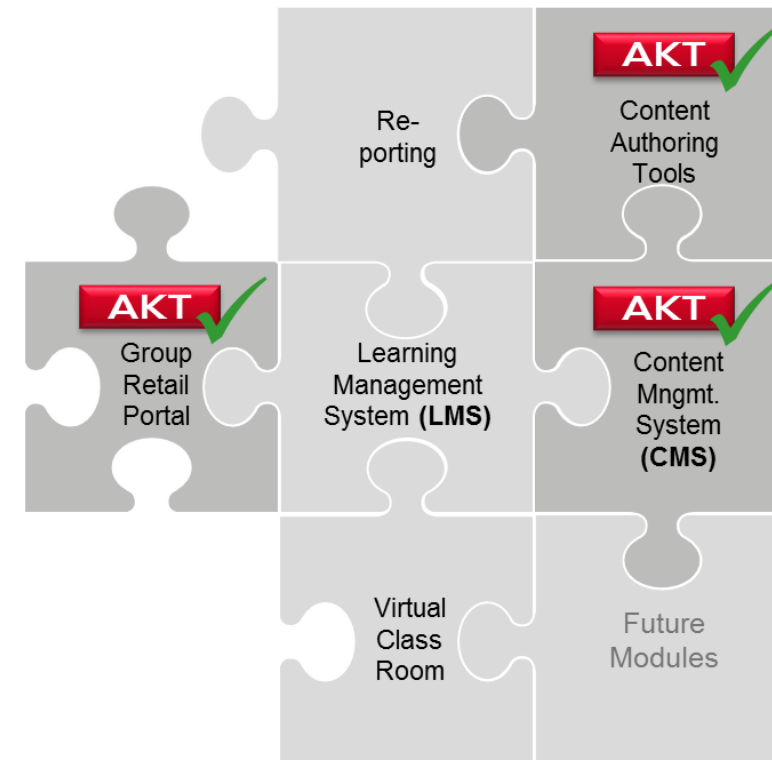 Re-
porting
AKT
Content
Authoring
Tools
AKT
Group
Retail
Portal
Learning
Management
System (LMS)
AKT
Content
Mngmt.
System
(CMS)
Virtual
Class
Room
Future
Modules